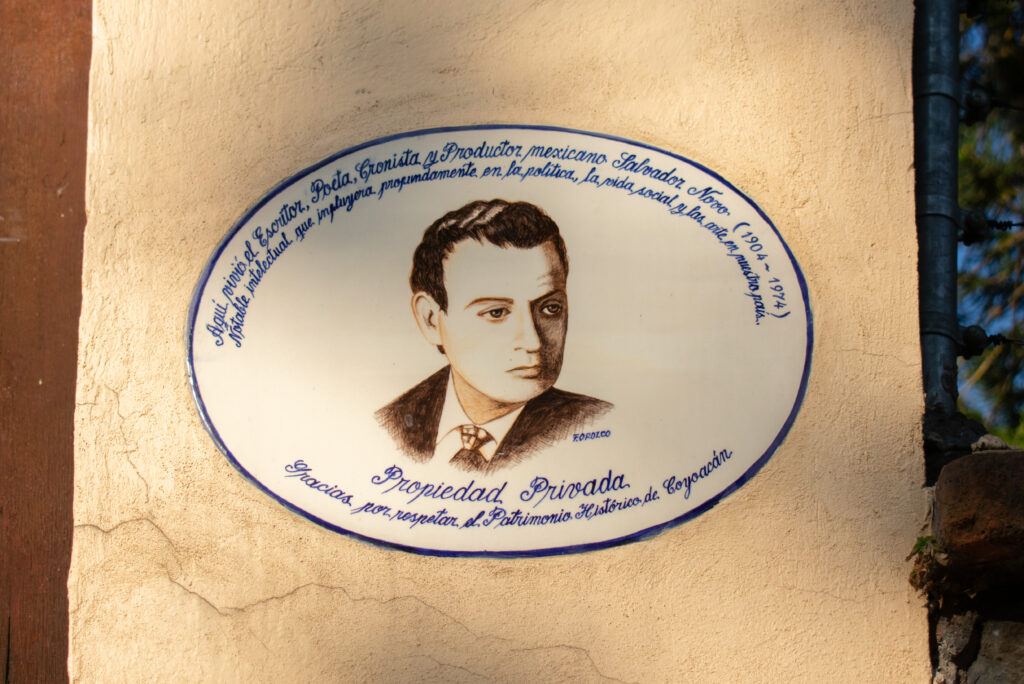 Aquí vivió el Escritor, Poeta, Cronista y Productor mexicano Salvador Novo. (1904~1974)
Notable intelectual que influyera profundamente en la política, la vida social y las arte en nuestro país.
F. OROZCO
Propiedad Privada
Gracias por respetar el Patrimonio Histórico de Coyoacán